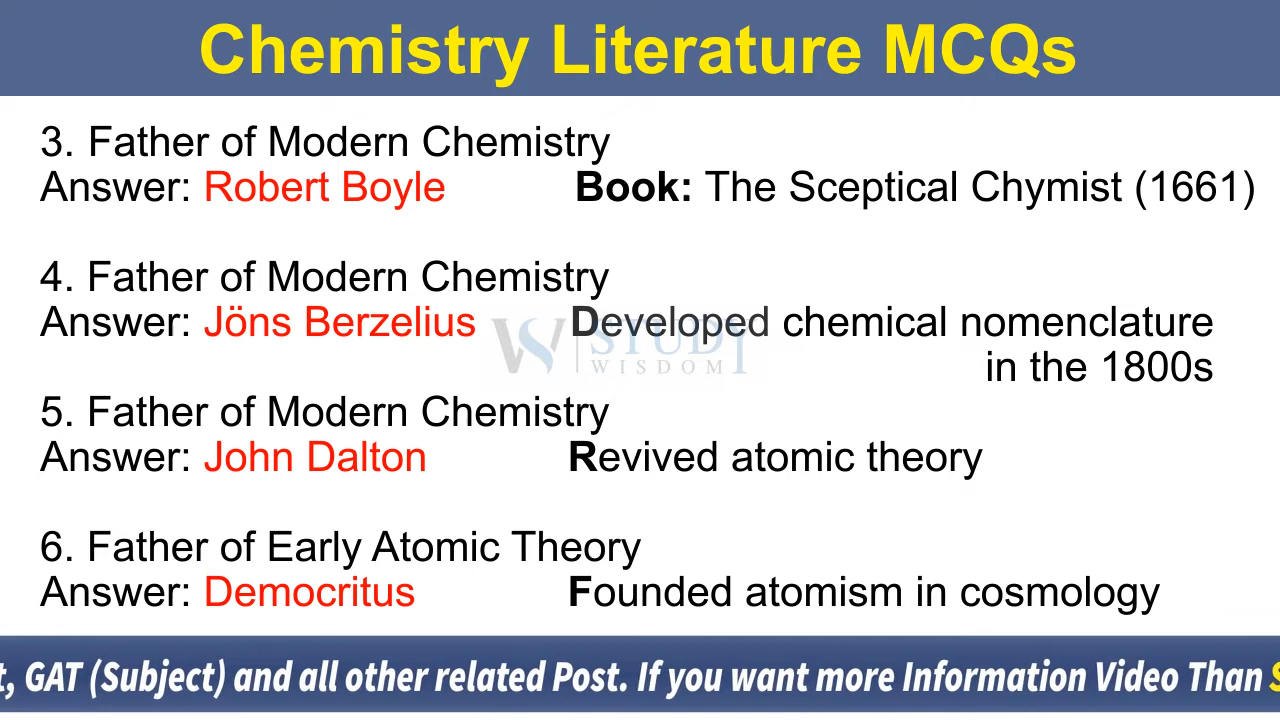 Chemistry Literature MCQs
3. Father of Modern Chemistry
Answer: Robert Boyle Book: The Sceptical Chymist (1661)
4. Father of Modern Chemistry
Answer: Jöns Berzelius Developed chemical nomenclature
in the 1800s
WS STUDY
WISDOM
5. Father of Modern Chemistry
Answer: John Dalton Revived atomic theory
6. Father of Early Atomic Theory
Answer: Democritus Founded atomism in cosmology
t, GAT (Subject) and all other related Post. If you want more Information Video Than